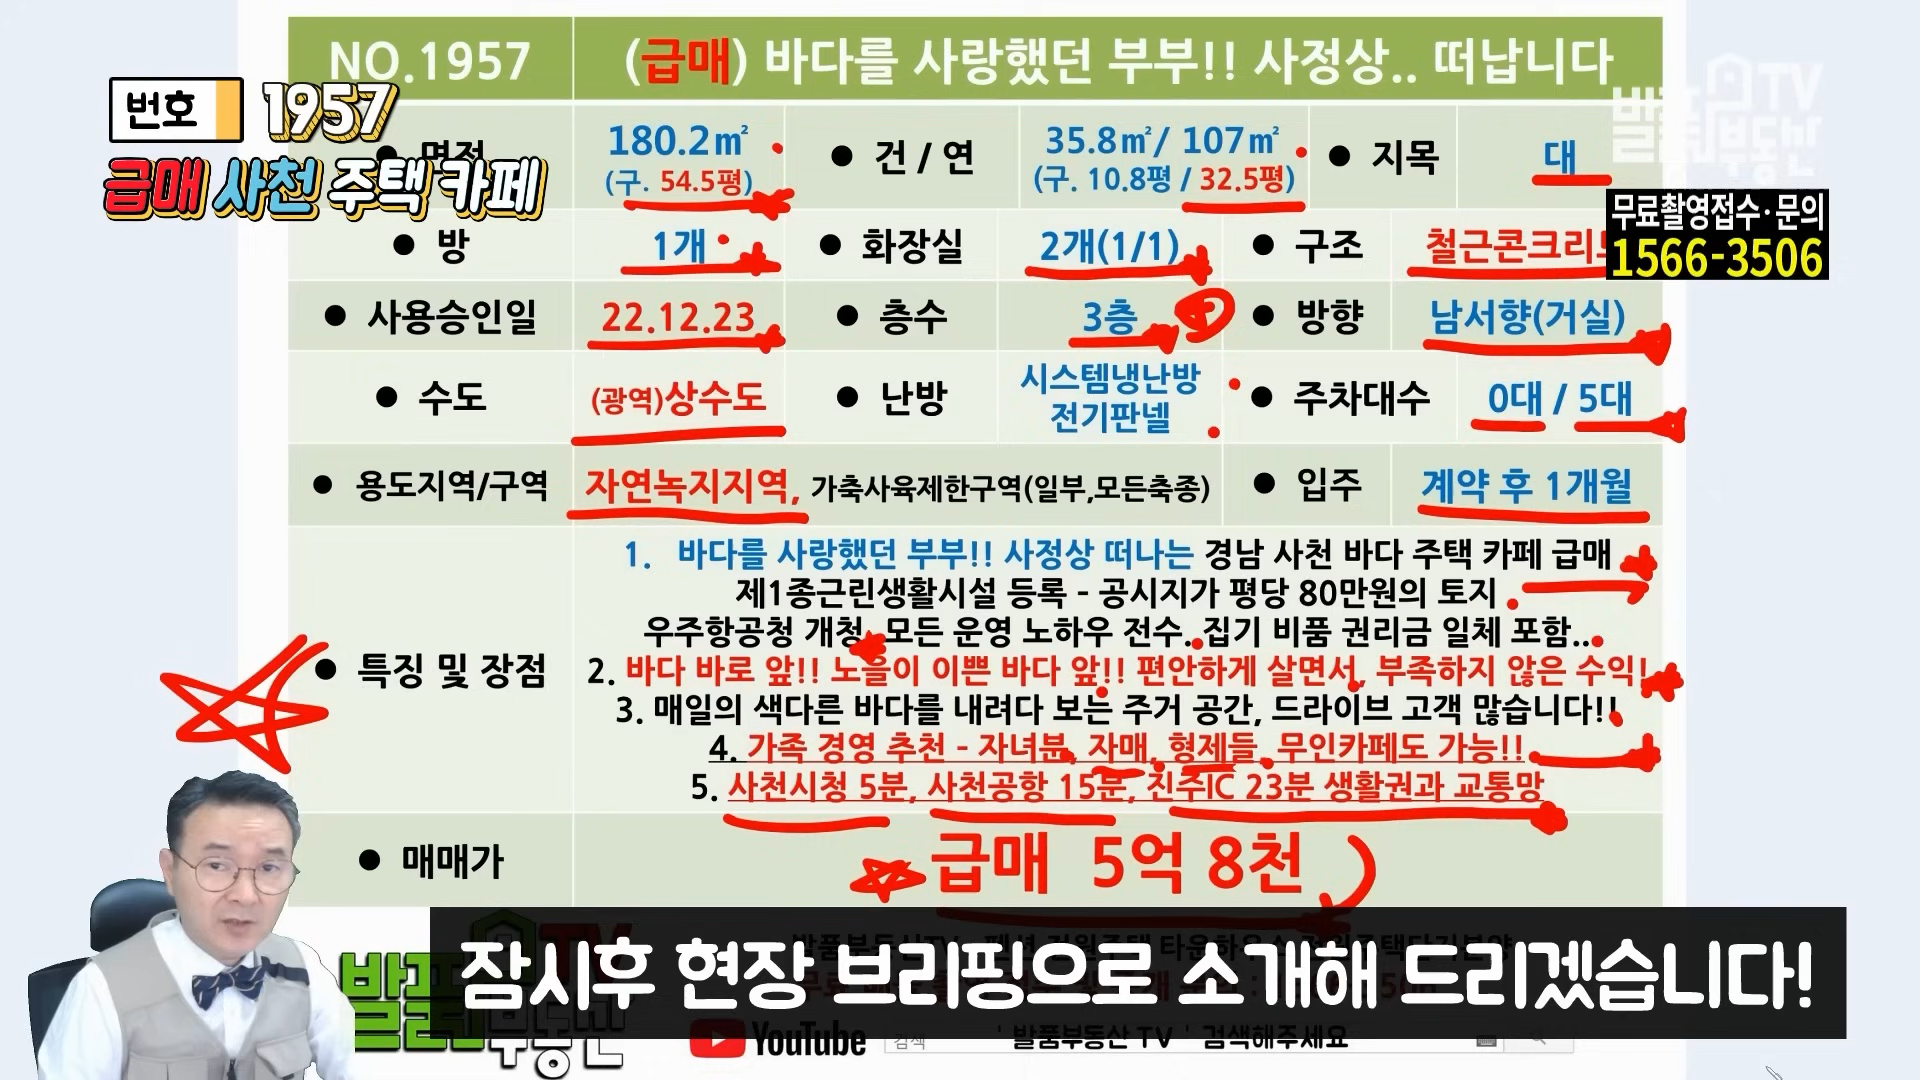 NO.1957
(급매) 바다를 사랑했던 부부!! 사정상.. 떠납니다
번호 1957
급매 사천 주택 카페
발품부동산TV
무료촬영접수·문의
1566-3506
● 면적
180.2㎡
(구. 54.5평)
● 건 / 연
35.8㎡/ 107㎡
(구. 10.8평 / 32.5평)
● 지목
대
● 방
1개
● 화장실
2개(1/1)
● 구조
철근콘크리
● 사용승인일
22.12.23
● 층수
3층
● 방향
남서향(거실)
● 수도
(광역)상수도
● 난방
시스템냉난방
전기판넬
● 주차대수
0대 / 5대
● 용도지역/구역
자연녹지지역, 가축사육제한구역(일부,모든축종)
● 입주
계약 후 1개월
● 특징 및 장점
1. 바다를 사랑했던 부부!! 사정상 떠나는 경남 사천 바다 주택 카페 급매
제1종근린생활시설 등록 - 공시지가 평당 80만원의 토지
우주항공청 개청, 모든 운영 노하우 전수.. 집기 비품 권리금 일체 포함...
2. 바다 바로 앞!! 노을이 이쁜 바다 앞!! 편안하게 살면서, 부족하지 않은 수익!
3. 매일의 색다른 바다를 내려다 보는 주거 공간, 드라이브 고객 많습니다!!
4. 가족 경영 추천 - 자녀분, 자매, 형제들, 무인카페도 가능!!
5. 사천시청 5분, 사천공항 15분, 진주IC 23분 생활권과 교통망
● 매매가
급매 5억 8천
잠시후 현장 브리핑으로 소개해 드리겠습니다!
YouTube
검색
' 발품부동산 TV ' 검색해주세요